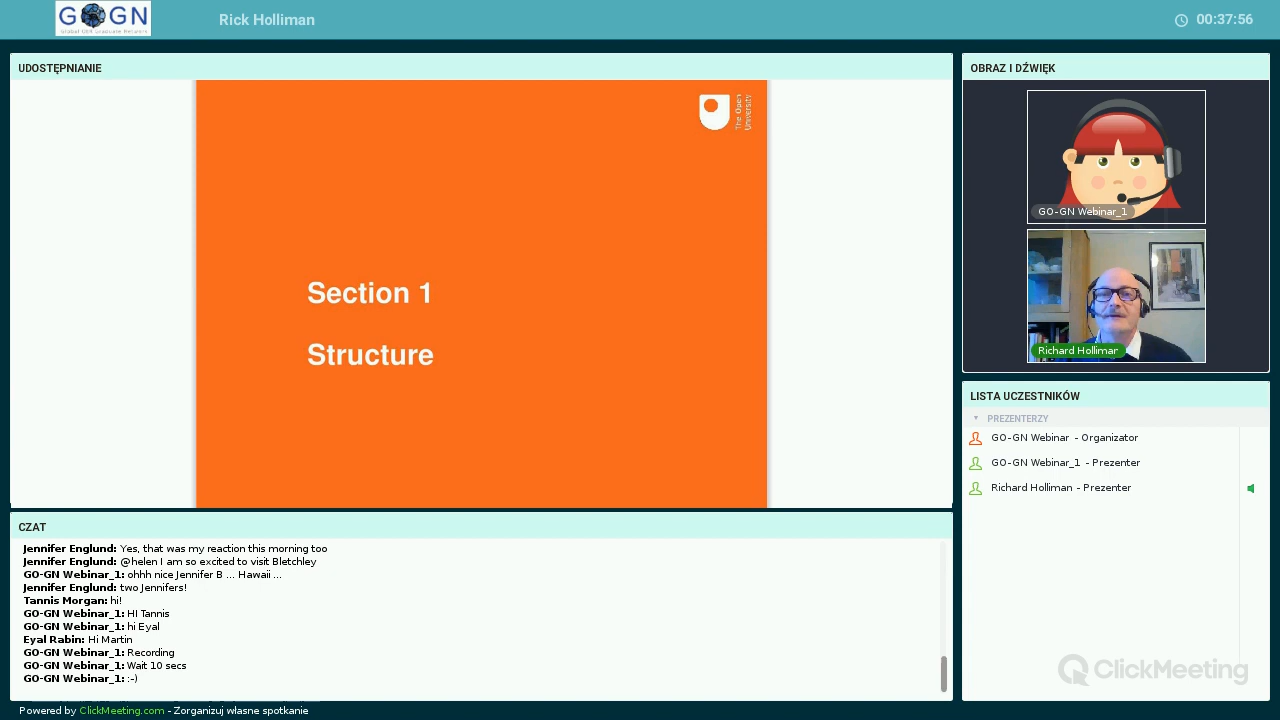 GOGN
Global OER Graduate Network
Rick Holliman
00:37:56
UDOSTĘPNIANIE
The Open
University
Section 1
Structure
OBRAZ I DŹWIĘK
GO-GN Webinar_1
Richard Holliman
LISTA UCZESTNIKÓW
PREZENTERZY
GO-GN Webinar - Organizator
GO-GN Webinar_1 - Prezenter
Richard Holliman - Prezenter
CZAT
Jennifer Englund: Yes, that was my reaction this morning too
Jennifer Englund: @helen I am so excited to visit Bletchley
GO-GN Webinar_1: ohhh nice Jennifer B ... Hawaii ...
Jennifer Englund: two Jennifers!
Tannis Morgan: hi!
GO-GN Webinar_1: HI Tannis
GO-GN Webinar_1: hi Eyal
Eyal Rabin: Hi Martin
GO-GN Webinar_1: Recording
GO-GN Webinar_1: Wait 10 secs
GO-GN Webinar_1: :-)
ClickMeeting
Powered by ClickMeeting.com - Zorganizuj własne spotkanie